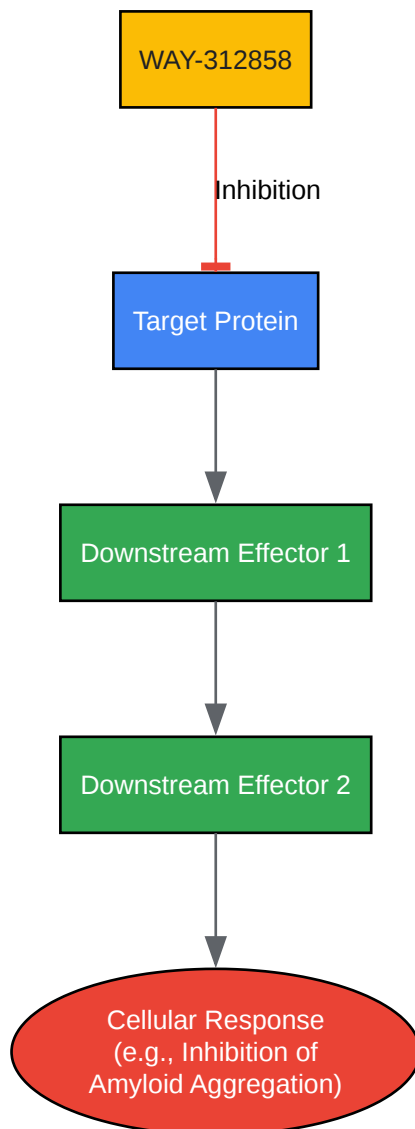 WAY-312858
Inhibition
Target Protein
Downstream Effector 1
Downstream Effector 2
Cellular Response
(e.g., Inhibition of
Amyloid Aggregation)